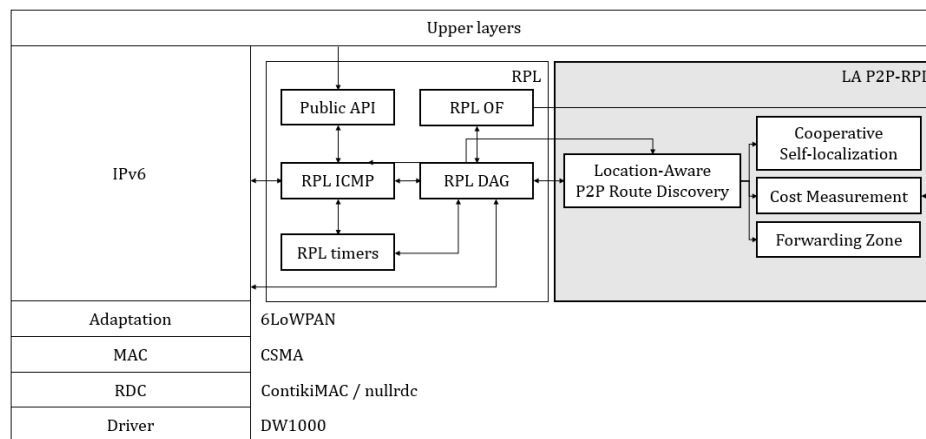 Upper layers
IPv6
RPL
LA P2P-RPL
Public API
RPL OF
RPL ICMP
RPL DAG
RPL timers
Location-Aware
P2P Route Discovery
Cooperative
Self-localization
Cost Measurement
Forwarding Zone
Adaptation
6LoWPAN
MAC
CSMA
RDC
ContikiMAC / nullrdc
Driver
DW1000